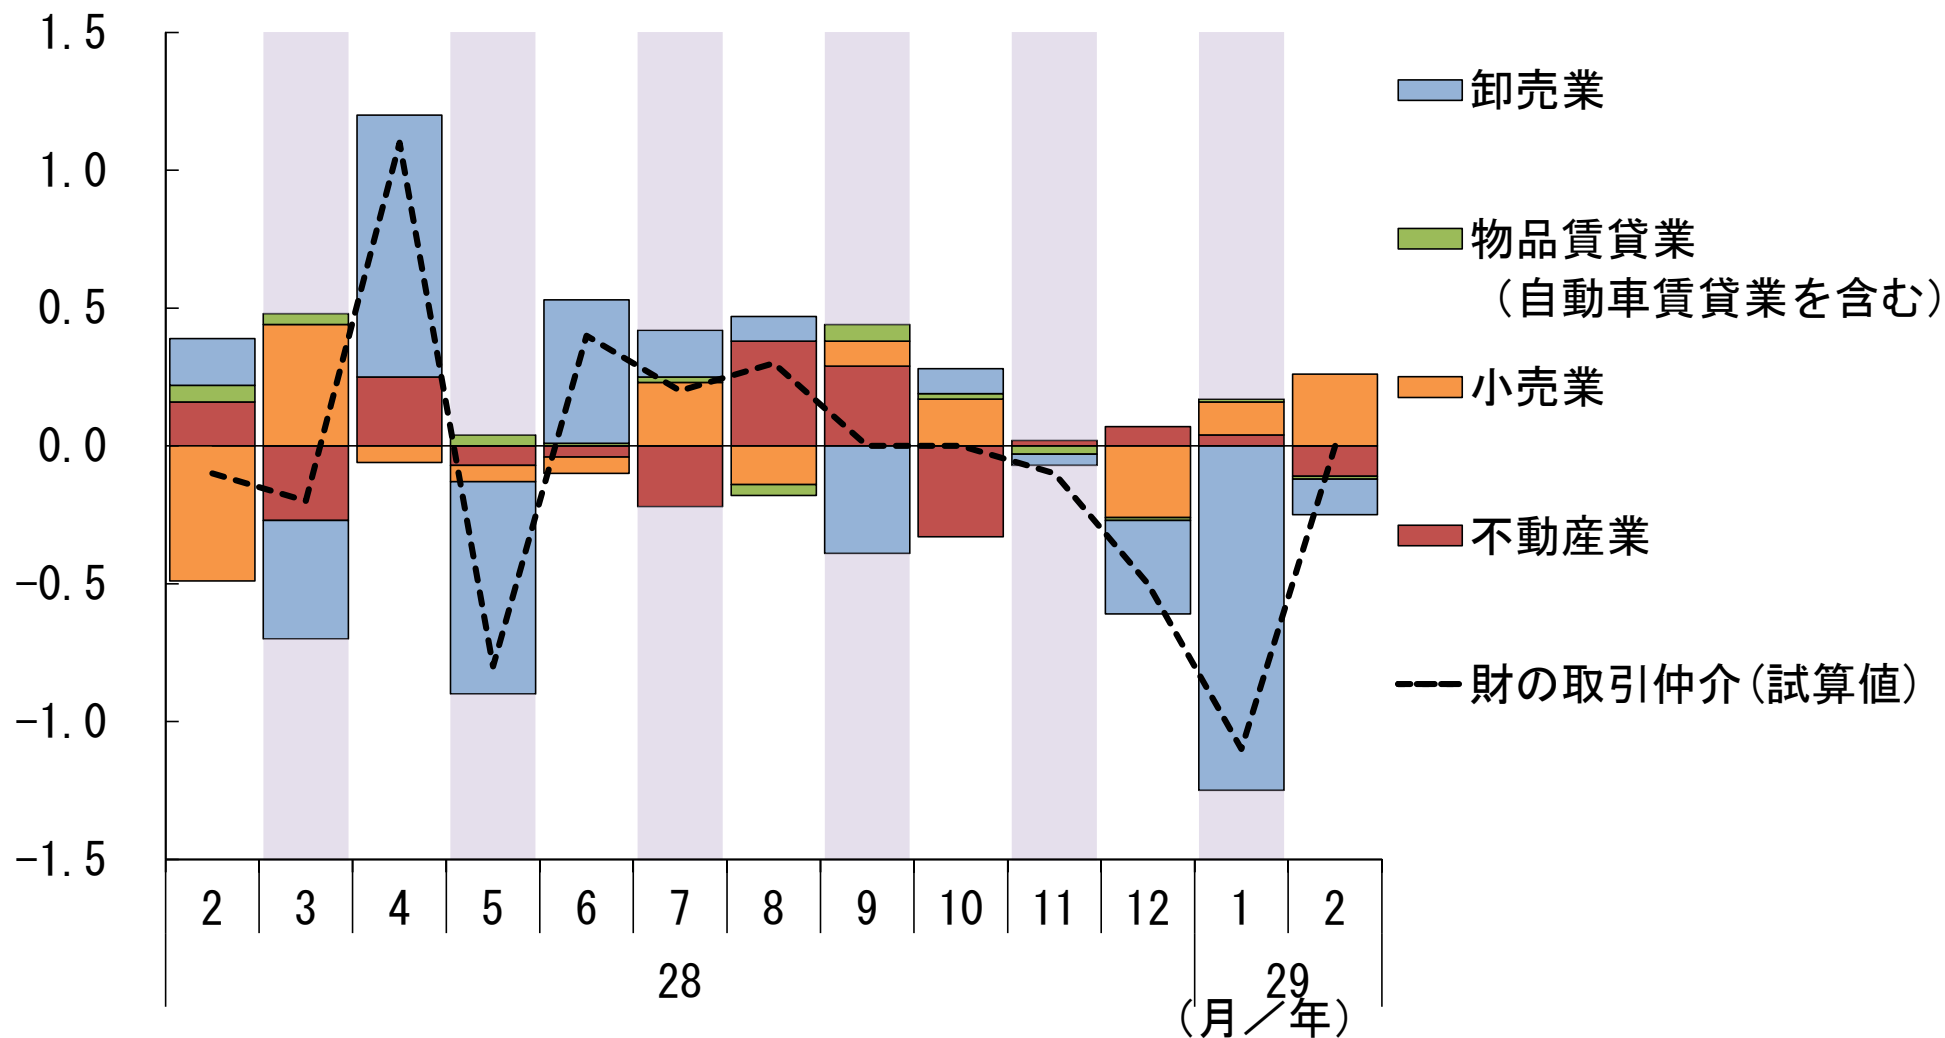 1.5
1.0
0.5
0.0
-0.5
-1.0
-1.5
2 3 4 5 6 7 8 9 10 11 12 1 2
28 29
（月／年）
卸売業
物品賃貸業
（自動車賃貸業を含む）
小売業
不動産業
財の取引仲介（試算値）